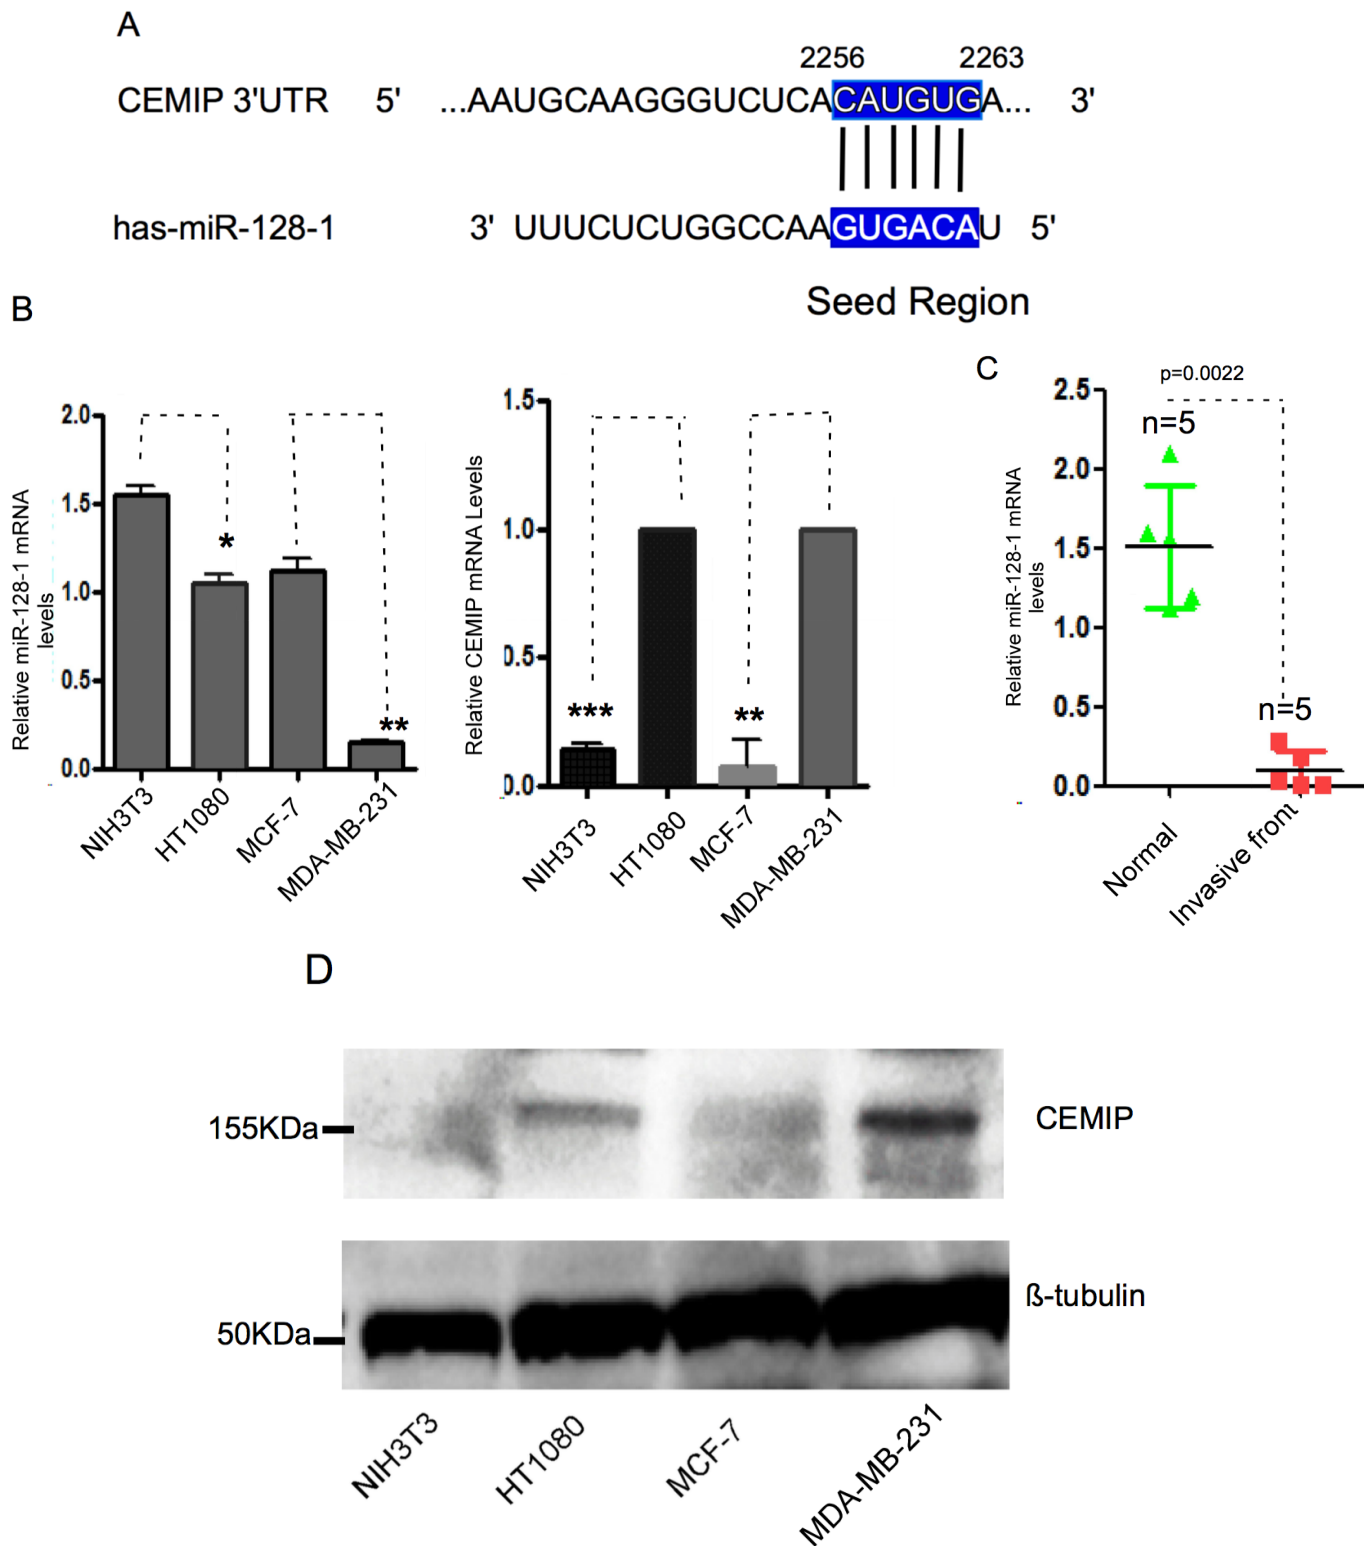 A
2256 2263
CEMIP 3'UTR 5' ...AAUGCAAGGGUCUCACAUGUGA... 3'
has-miR-128-1 3' UUUCUCUGGCCAAGUGACAU 5'
Seed Region
B
Relative miR-128-1 mRNA
levels
2.0
1.5
1.0
0.5
0.0
*
**
NIH3T3
HT1080
MCF-7
MDA-MB-231
Relative CEMIP mRNA Levels
1.5
1.0
0.5
0.0
***
**
NIH3T3
HT1080
MCF-7
MDA-MB-231
C
Relative miR-128-1 mRNA
levels
2.5
2.0
1.5
1.0
0.5
0.0
p=0.0022
n=5
n=5
Normal
Invasive front
D
155KDa
CEMIP
50KDa
ß-tubulin
NIH3T3
HT1080
MCF-7
MDA-MB-231